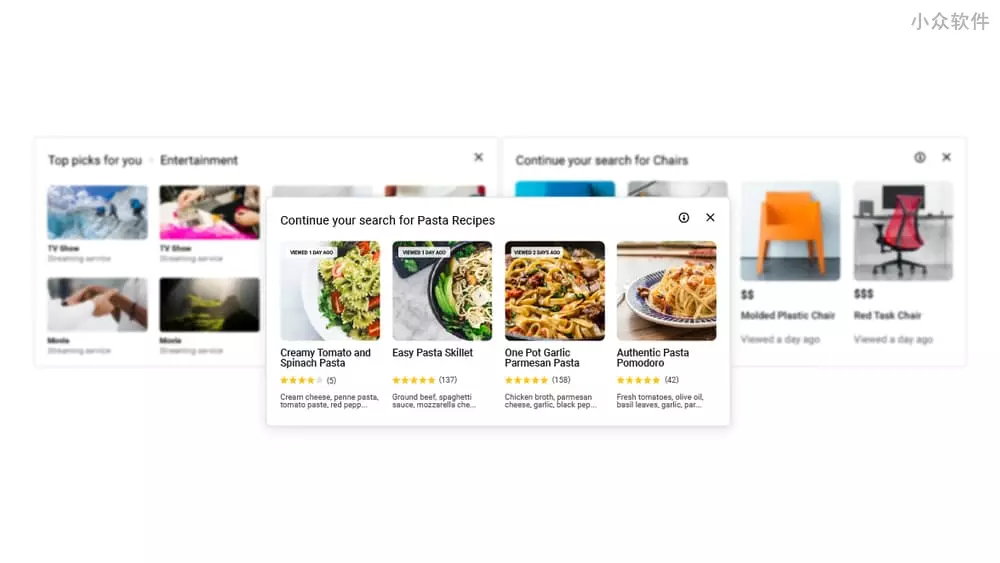 小众软件
Top picks for you • Entertainment
TV Show
Streaming service
TV Show
Streaming service
Movie
Streaming service
Movie
Streaming service
Continue your search for Chairs
$$
Molded Plastic Chair
Viewed a day ago
$$$
Red Task Chair
Viewed a day ago
Continue your search for Pasta Recipes
VIEWED 1 DAY AGO
Creamy Tomato and
Spinach Pasta
(5)
Cream cheese, penne pasta,
tomato paste, red pepp...
VIEWED 1 DAY AGO
Easy Pasta Skillet
(137)
Ground beef, spaghetti
sauce, mozzarella che...
VIEWED 2 DAYS AGO
One Pot Garlic
Parmesan Pasta
(158)
Chicken broth, parmesan
cheese, garlic, black pep...
Authentic Pasta
Pomodoro
(42)
Fresh tomatoes, olive oil,
basil leaves, garlic, par...